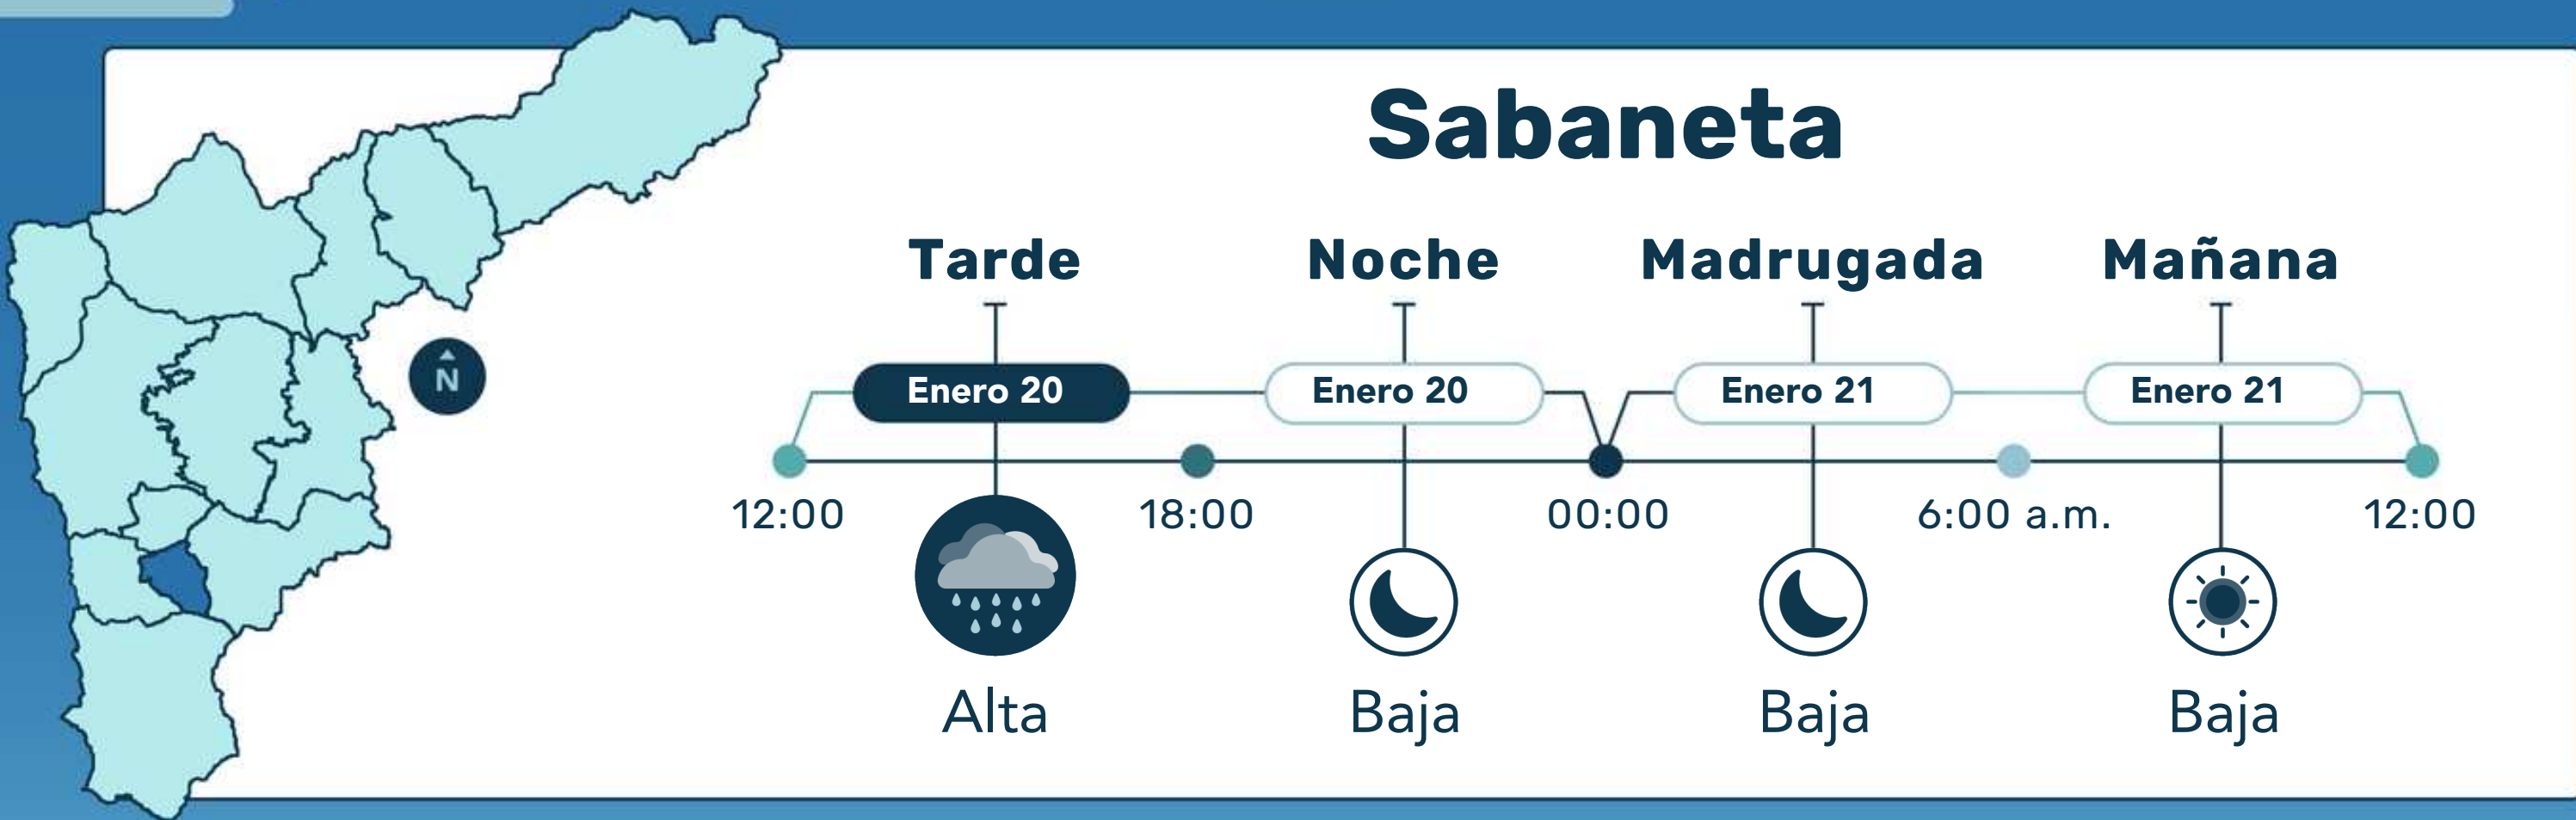 Sabaneta
Tarde Noche Madrugada Mañana
N
Enero 20 Enero 20 Enero 21 Enero 21
12:00 18:00 00:00 6:00 a.m. 12:00
Alta Baja Baja Baja